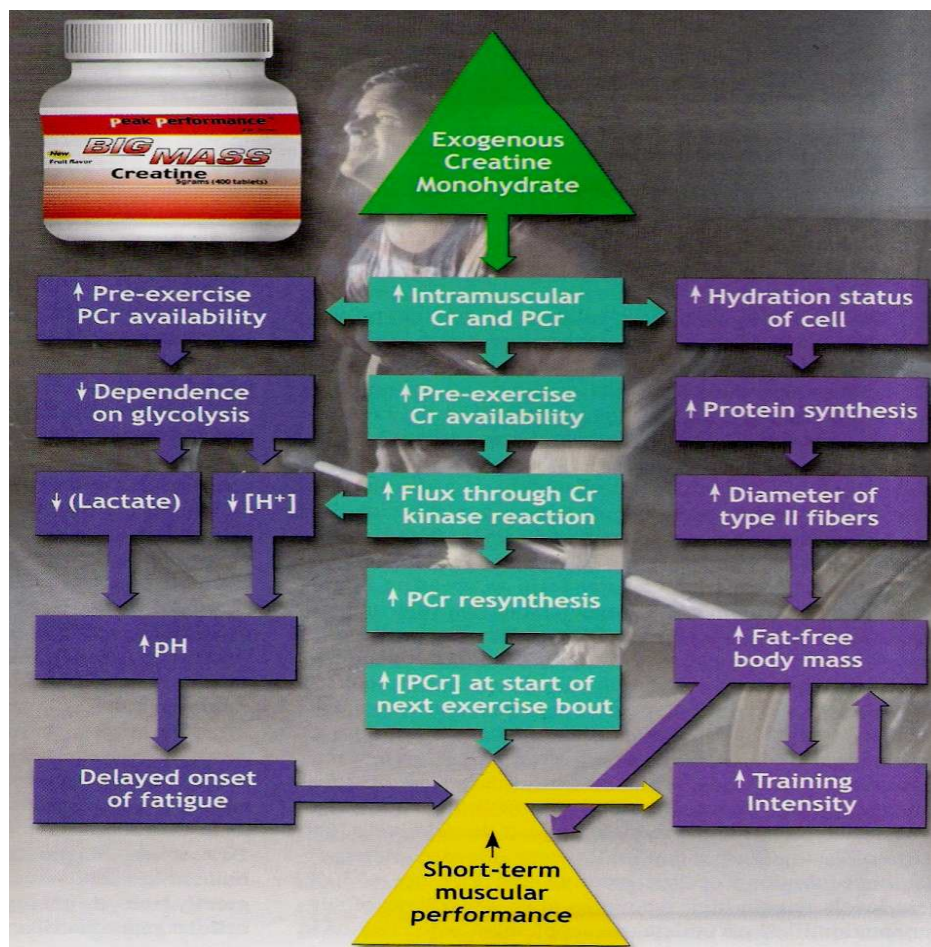 Peak Performance
New
Fruit flavor
BIG MASS
Creatine
5grams (400 tablets)
Exogenous
Creatine
Monohydrate
↑ Pre-exercise
PCr availability
↑ Intramuscular
Cr and PCr
↑ Hydration status
of cell
↓ Dependence
on glycolysis
↑ Pre-exercise
Cr availability
↑ Protein synthesis
↓ (Lactate)
↓ [H⁺]
↑ Flux through Cr
kinase reaction
↑ Diameter of
type II fibers
↑ PCr resynthesis
↑ pH
↑ Fat-free
body mass
↑ [PCr] at start of
next exercise bout
Delayed onset
of fatigue
↑ Training
Intensity
↑
Short-term
muscular
performance